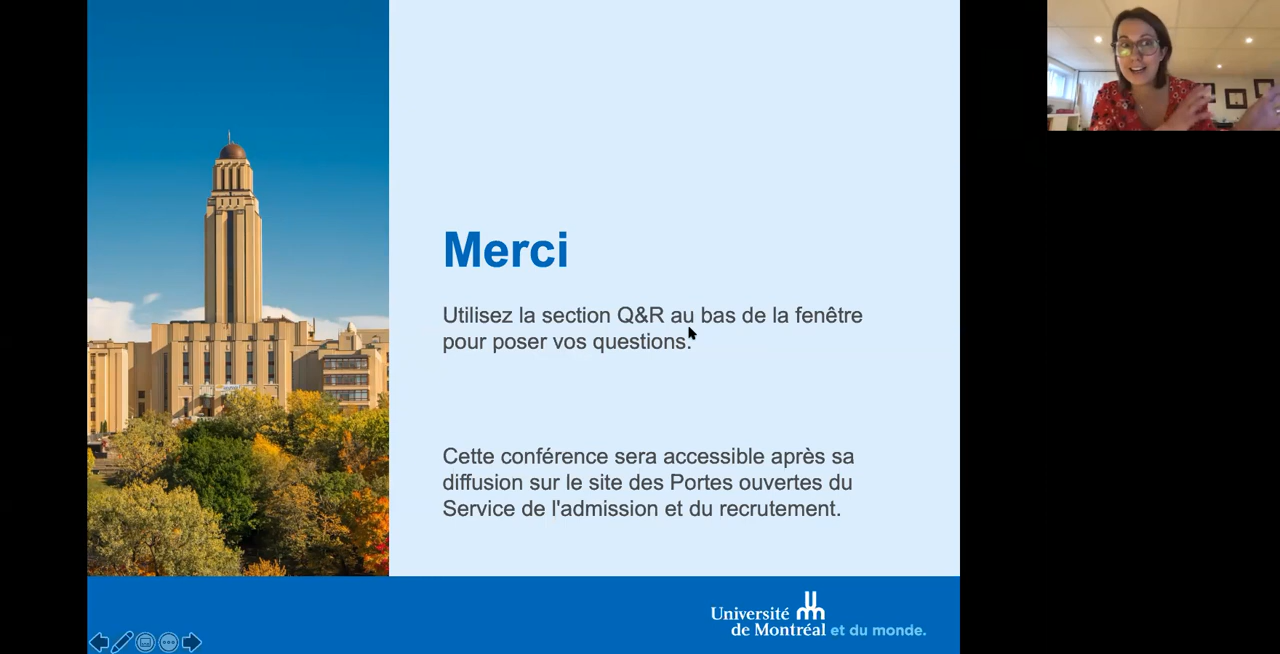 Merci
Utilisez la section Q&R au bas de la fenêtre
pour poser vos questions.
Cette conférence sera accessible après sa
diffusion sur le site des Portes ouvertes du
Service de l'admission et du recrutement.
Université
de Montréal et du monde.